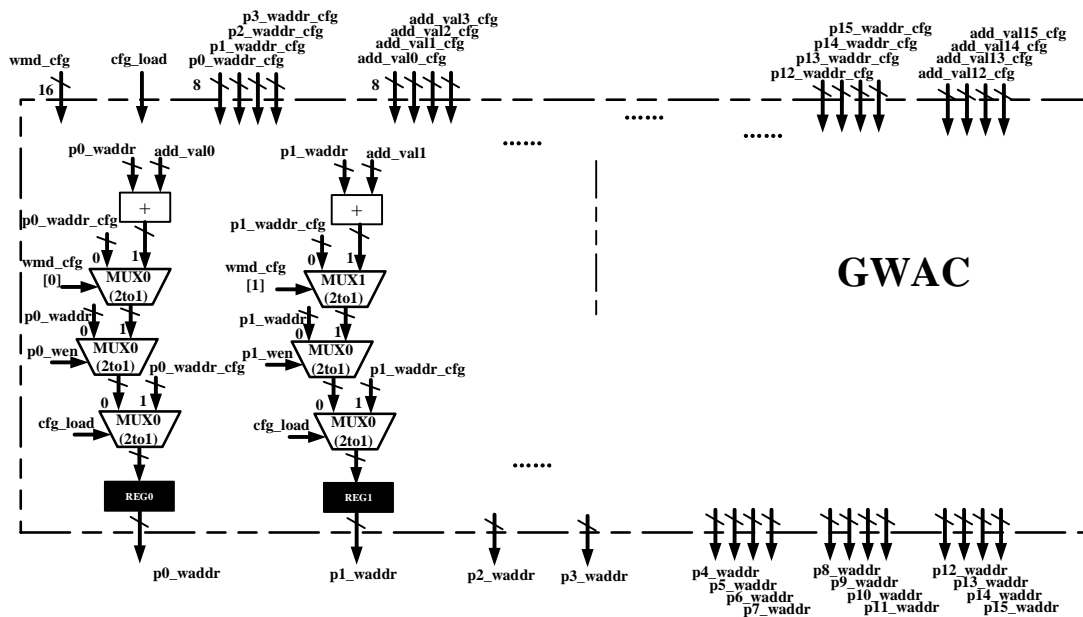 p3_waddr_cfg
p2_waddr_cfg
p1_waddr_cfg
p0_waddr_cfg
add_val3_cfg
add_val2_cfg
add_val1_cfg
add_val0_cfg
p15_waddr_cfg
p14_waddr_cfg
p13_waddr_cfg
p12_waddr_cfg
add_val15_cfg
add_val14_cfg
add_val13_cfg
add_val12_cfg
wmd_cfg
cfg_load
16
8
8
......
......
......
p0_waddr
add_val0
+
p0_waddr_cfg
0
1
wmd_cfg
[0]
MUX0
(2to1)
p0_waddr
0
1
p0_wen
MUX0
(2to1)
p0_waddr_cfg
0
1
cfg_load
MUX0
(2to1)
REG0
p0_waddr
p1_waddr
add_val1
+
p1_waddr_cfg
0
1
wmd_cfg
[1]
MUX1
(2to1)
p1_waddr
0
1
p1_wen
MUX0
(2to1)
p1_waddr_cfg
0
1
cfg_load
MUX0
(2to1)
REG1
p1_waddr
GWAC
......
p2_waddr
p3_waddr
p4_waddr
p5_waddr
p6_waddr
p7_waddr
p8_waddr
p9_waddr
p10_waddr
p11_waddr
p12_waddr
p13_waddr
p14_waddr
p15_waddr